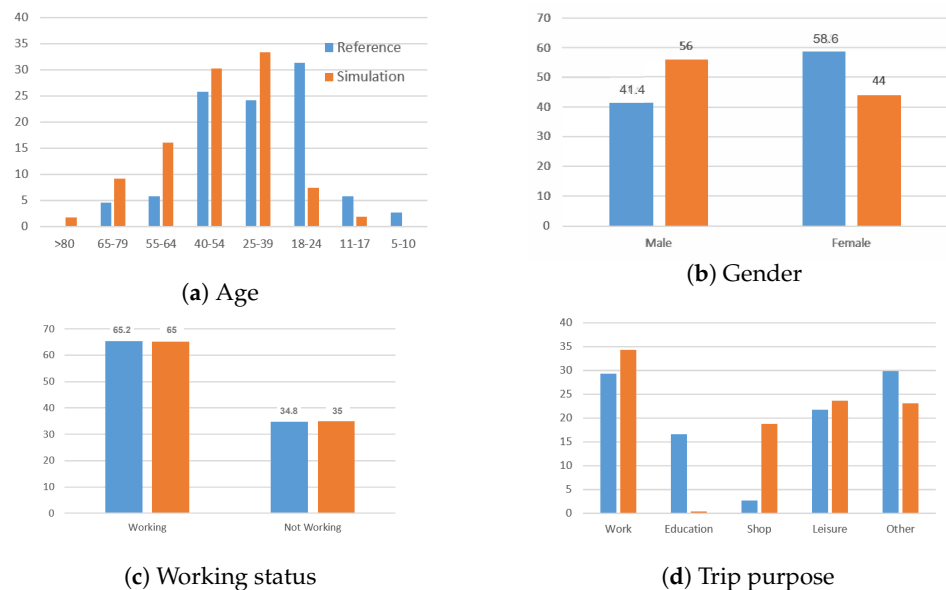 40
35
30
25
20
15
10
5
0
Reference
Simulation
>80 65-79 55-64 40-54 25-39 18-24 11-17 5-10
(a) Age
70
60
50
40
30
20
10
0
41.4 56 58.6 44
Male Female
(b) Gender
70
60
50
40
30
20
10
0
65.2 65 34.8 35
Working Not Working
(c) Working status
40
35
30
25
20
15
10
5
0
Work Education Shop Leisure Other
(d) Trip purpose